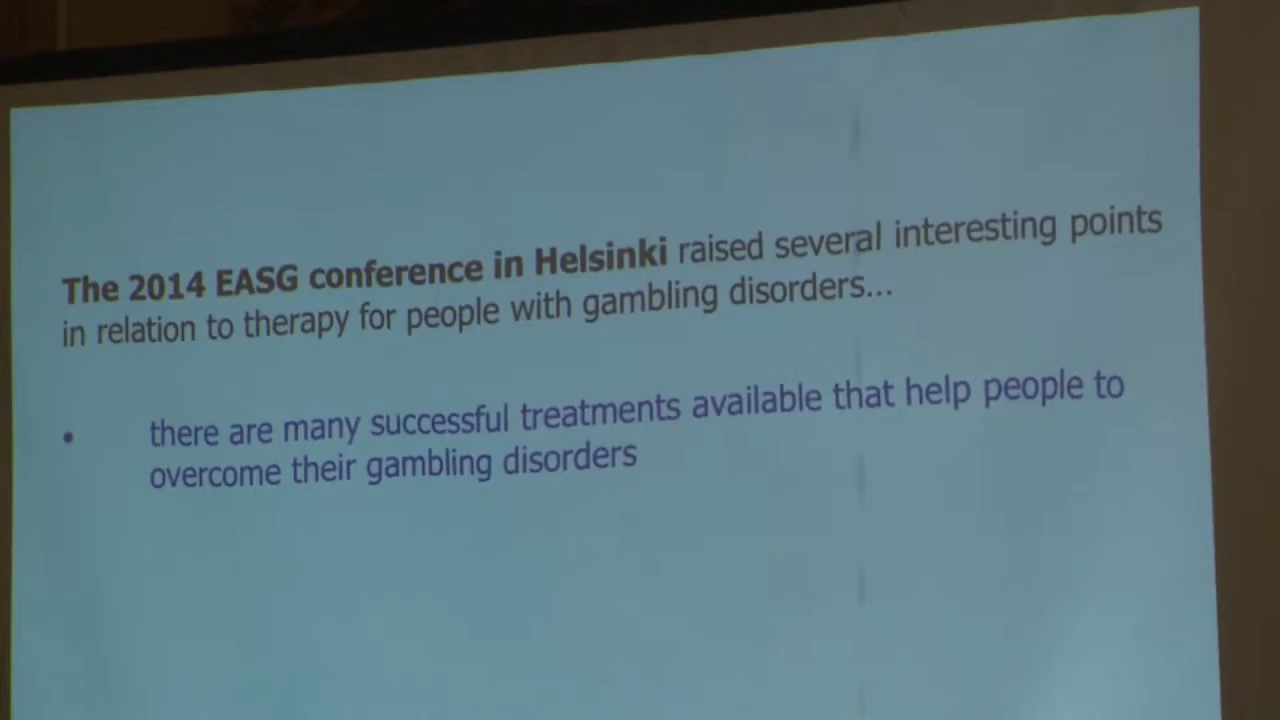 The 2014 EASG conference in Helsinki raised several interesting points
in relation to therapy for people with gambling disorders...
• there are many successful treatments available that help people to
overcome their gambling disorders